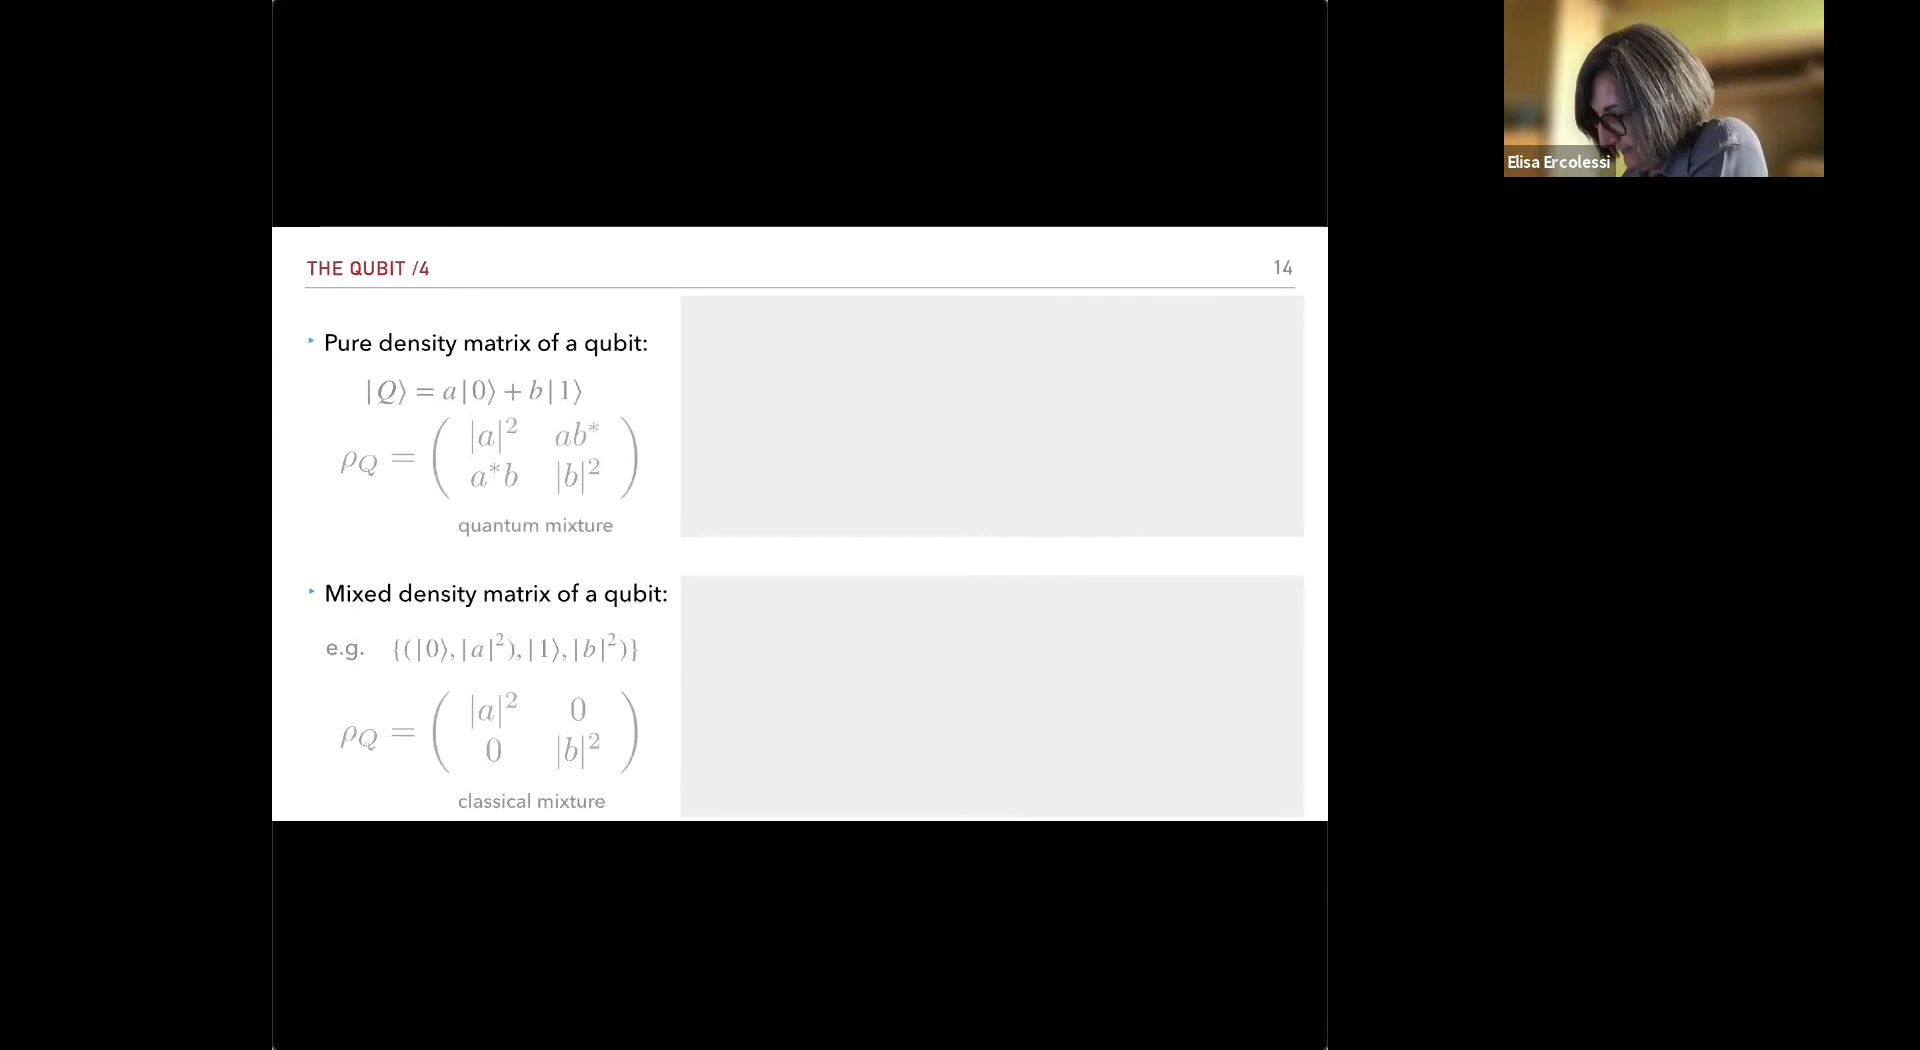 THE QUBIT /4
14
‣ Pure density matrix of a qubit:
|Q⟩ = a|0⟩ + b|1⟩
ρ_Q = ( |a|² ab*
a*b |b|² )
quantum mixture
‣ Mixed density matrix of a qubit:
e.g. {(|0⟩, |a|²), |1⟩, |b|²)}
ρ_Q = ( |a|² 0
0 |b|² )
classical mixture
Elisa Ercolessi